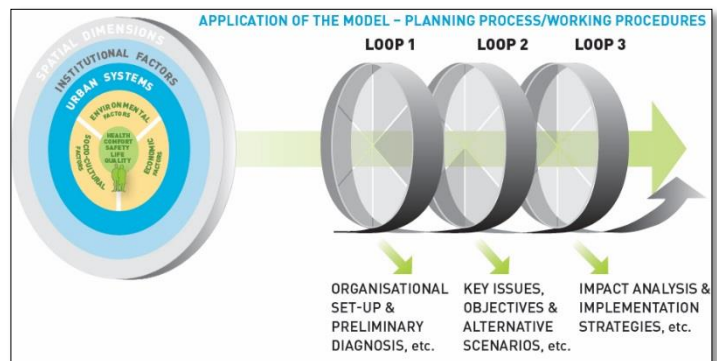 APPLICATION OF THE MODEL – PLANNING PROCESS/WORKING PROCEDURES
SPATIAL DIMENSIONS
INSTITUTIONAL FACTORS
URBAN SYSTEMS
ENVIRONMENTAL
FACTORS
SOCIO-CULTURAL
FACTORS
ECONOMIC
FACTORS
HEALTH
COMFORT
SAFETY
LIFE
QUALITY
LOOP 1
LOOP 2
LOOP 3
ORGANISATIONAL
SET-UP &
PRELIMINARY
DIAGNOSIS, etc.
KEY ISSUES,
OBJECTIVES &
ALTERNATIVE
SCENARIOS, etc.
IMPACT ANALYSIS &
IMPLEMENTATION
STRATEGIES, etc.